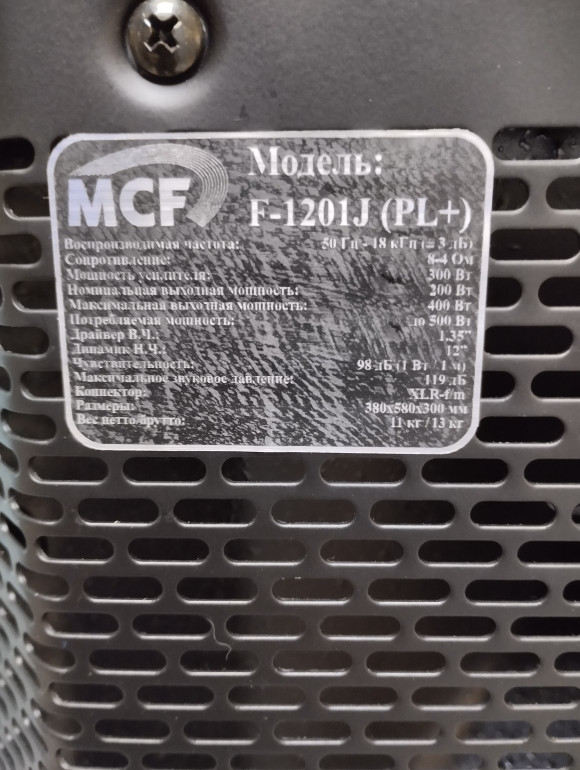 MCF
Модель:
F-1201J (PL+)
Воспроизводимая частота: 50 Гц - 18 кГц (± 3 дБ)
Сопротивление: 8-4 Ом
Мощность усилителя: 300 Вт
Номинальная выходная мощность: 200 Вт
Максимальная выходная мощность: 400 Вт
Потребляемая мощность: до 500 Вт
Драйвер В.Ч.: 1,35"
Динамик Н.Ч.: 12"
Чувствительность: 98 дБ (1 Вт / 1 м)
Максимальное звуковое давление: 119 дБ
Коннектор: XLR-f/m
Размеры: 380x580x300 мм
Вес нетто/брутто: 11 кг / 13 кг